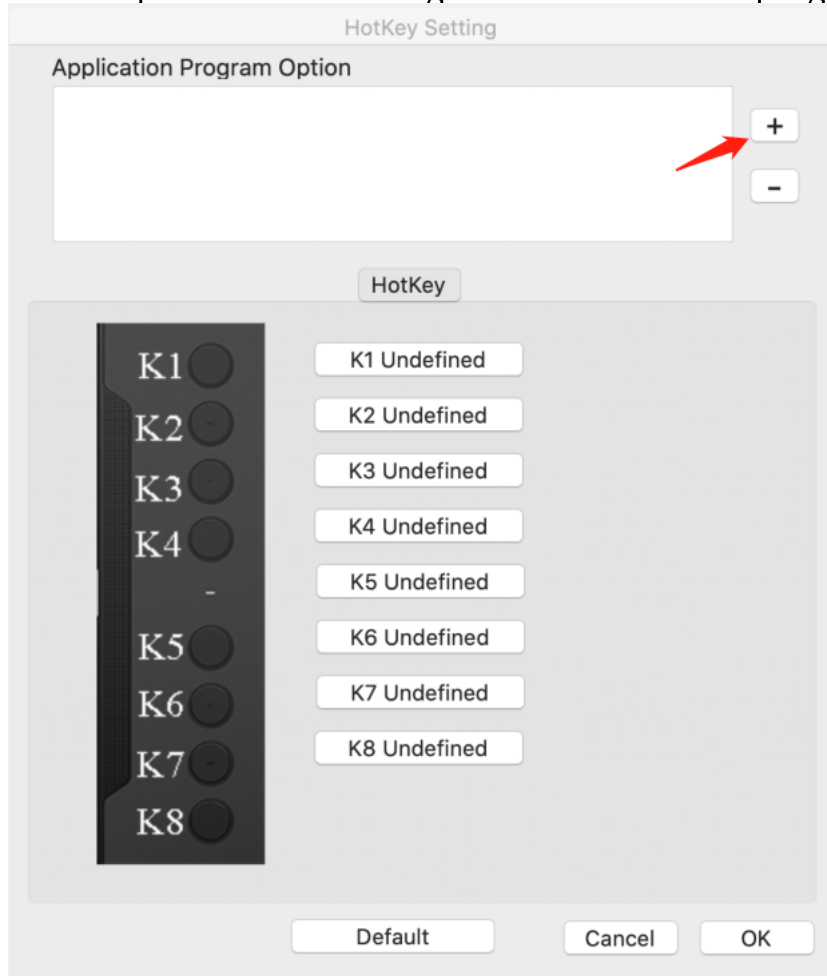 HotKey Setting
Application Program Option
+
-
HotKey
K1
K1 Undefined
K2
K2 Undefined
K3
K3 Undefined
K4
K4 Undefined
-
K5 Undefined
K5
K6 Undefined
K6
K7 Undefined
K7
K8 Undefined
K8
Default
Cancel
OK